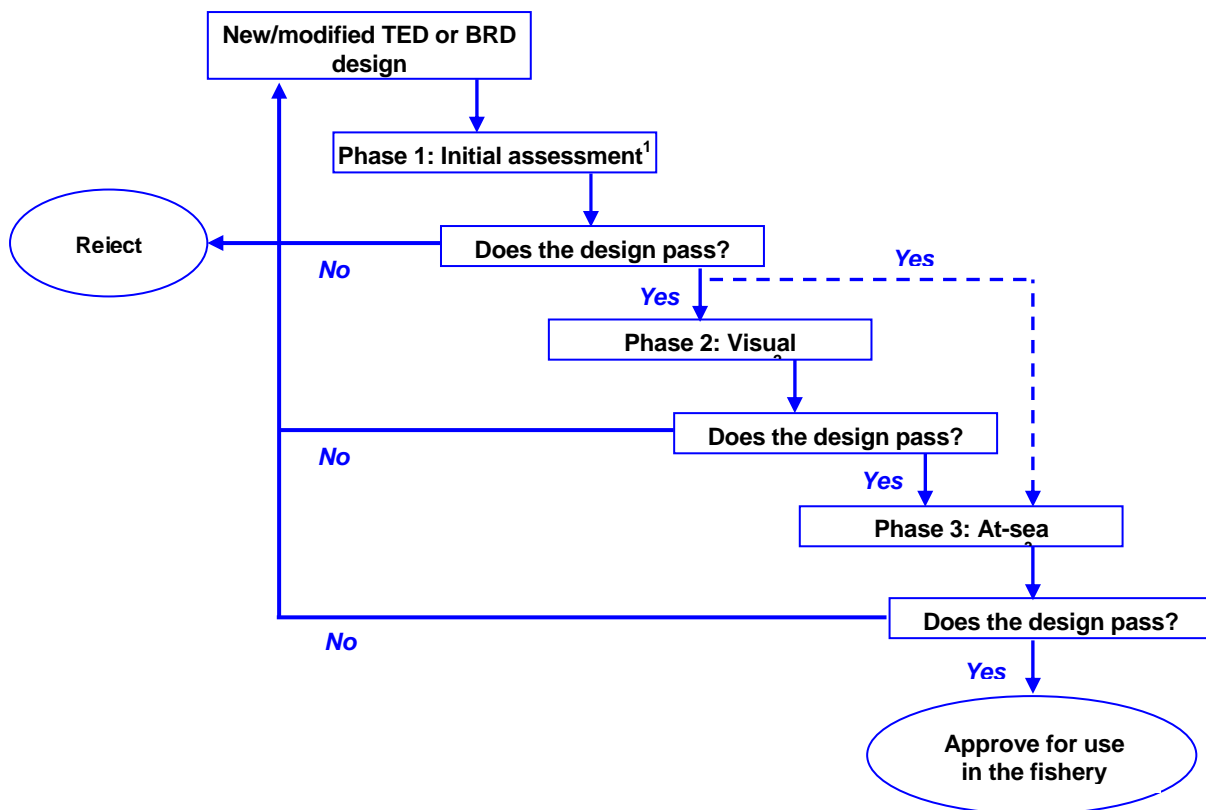 New/modified TED or BRD
design
Phase 1: Initial assessment¹
Reject
Does the design pass?
No
Yes
Yes
Phase 2: Visual
Does the design pass?
No
Yes
Phase 3: At-sea
Does the design pass?
No
Yes
Approve for use
in the fishery